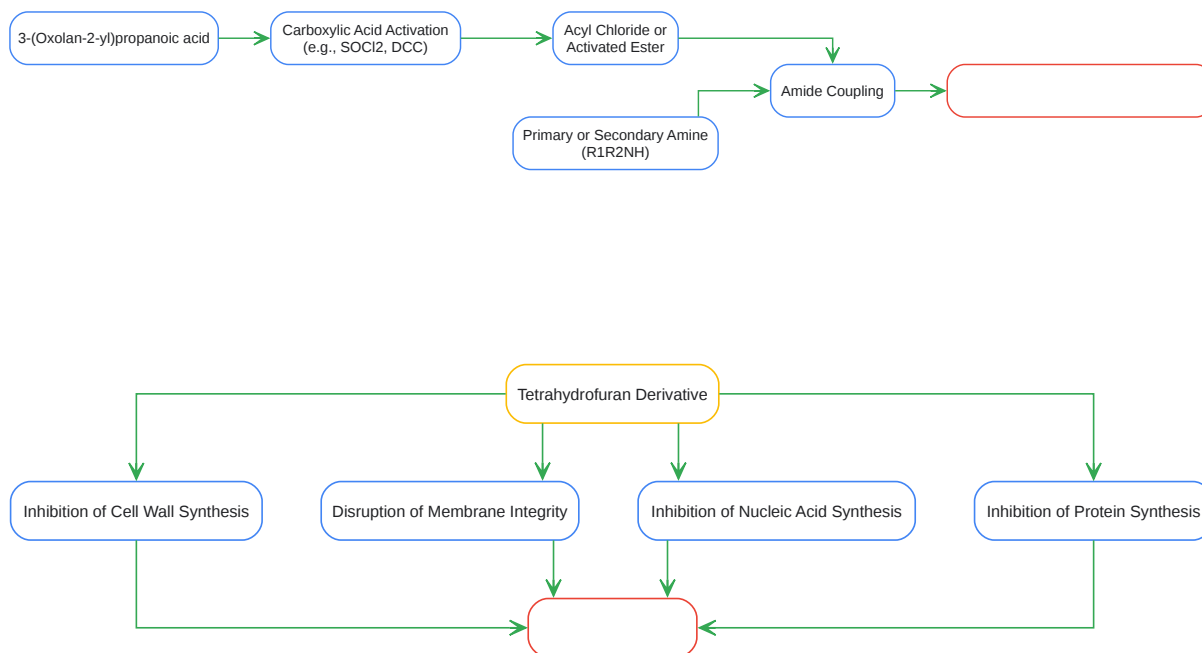 3-(Oxolan-2-yl)propanoic acid
Carboxylic Acid Activation
(e.g., SOCl2, DCC)
Acyl Chloride or
Activated Ester
Primary or Secondary Amine
(R1R2NH)
Amide Coupling
Tetrahydrofuran Derivative
Inhibition of Cell Wall Synthesis
Disruption of Membrane Integrity
Inhibition of Nucleic Acid Synthesis
Inhibition of Protein Synthesis